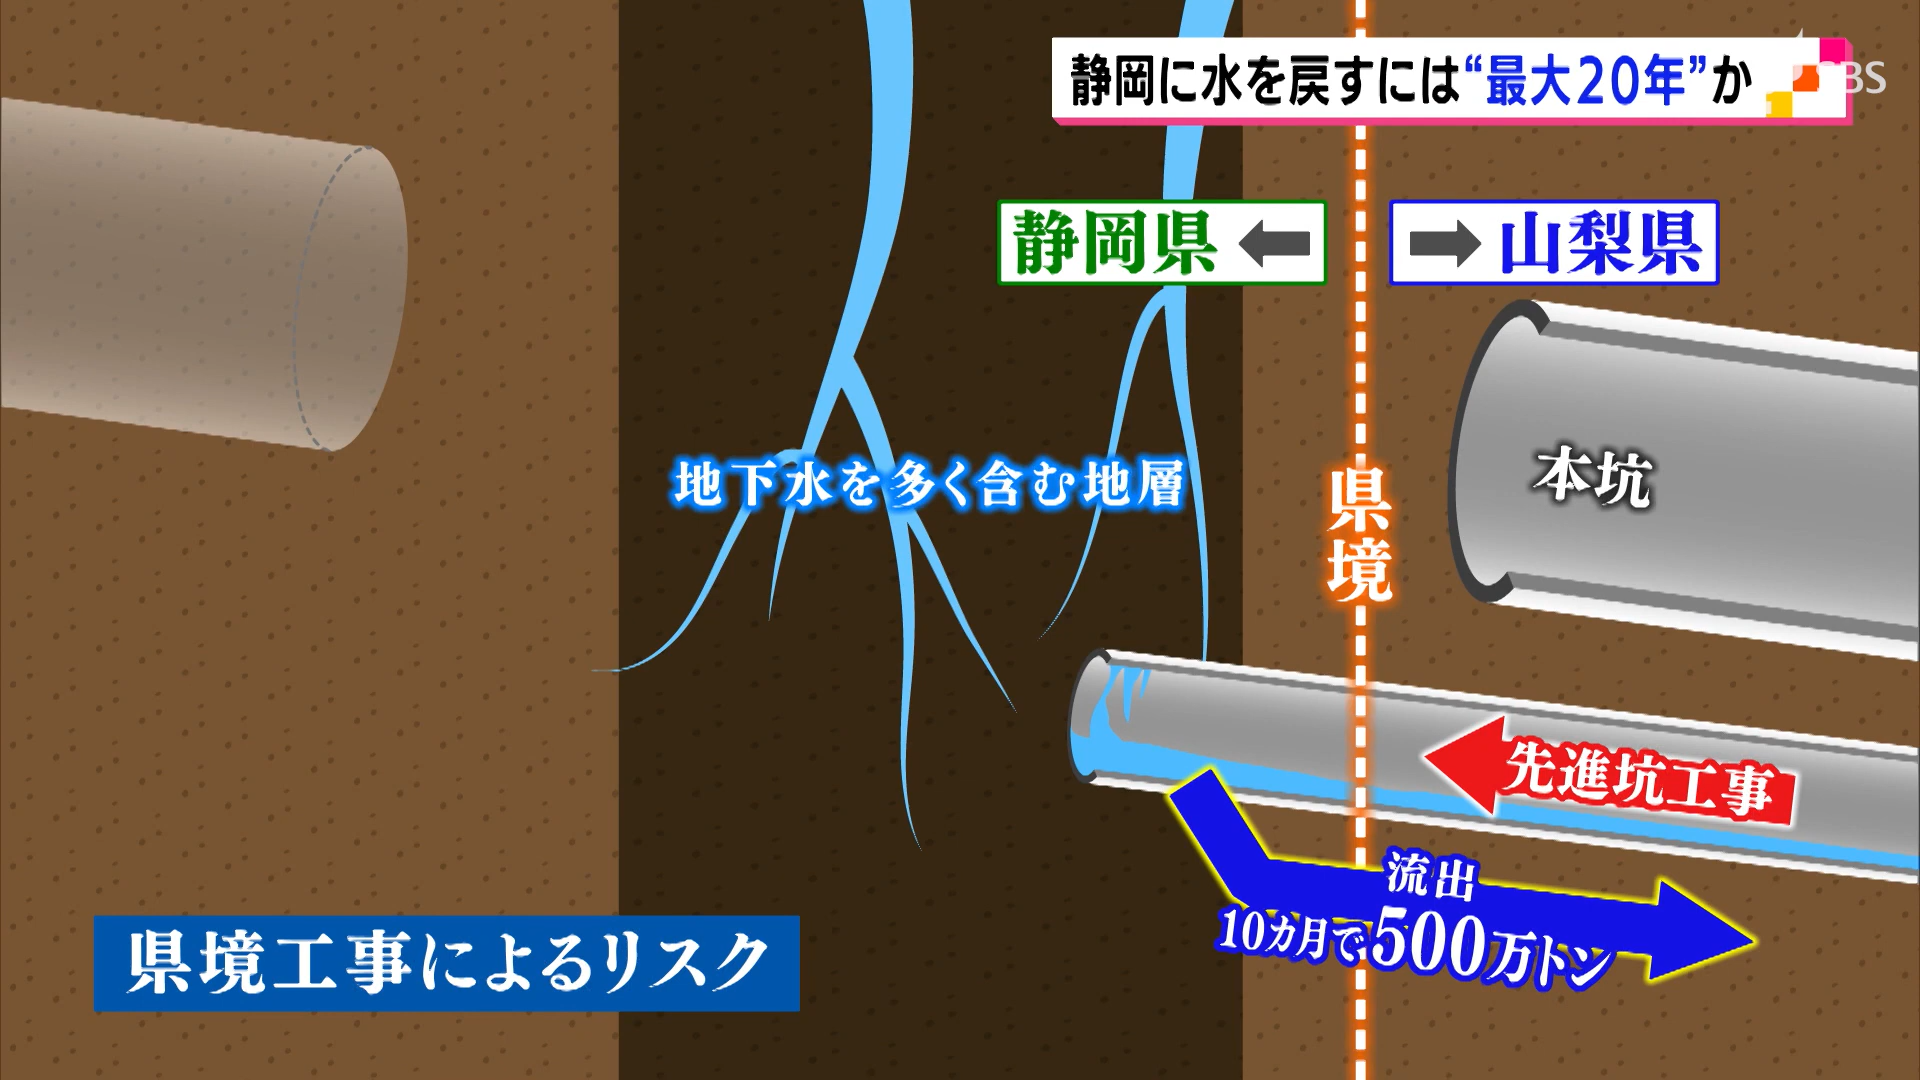 静岡に水を戻すには“最大20年”か
SBS
静岡県
山梨県
本坑
地下水を多く含む地層
県境
先進坑工事
流出
10カ月で500万トン
県境工事によるリスク